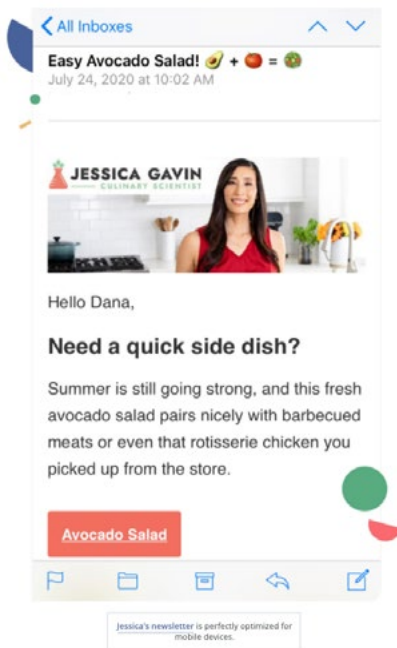 All Inboxes
Easy Avocado Salad! 🥑 + 🍅 = 🥗
July 24, 2020 at 10:02 AM
JESSICA GAVIN
CULINARY SCIENTIST
Hello Dana,
Need a quick side dish?
Summer is still going strong, and this fresh
avocado salad pairs nicely with barbecued
meats or even that rotisserie chicken you
picked up from the store.
Avocado Salad
Jessica's newsletter is perfectly optimized for
mobile devices.